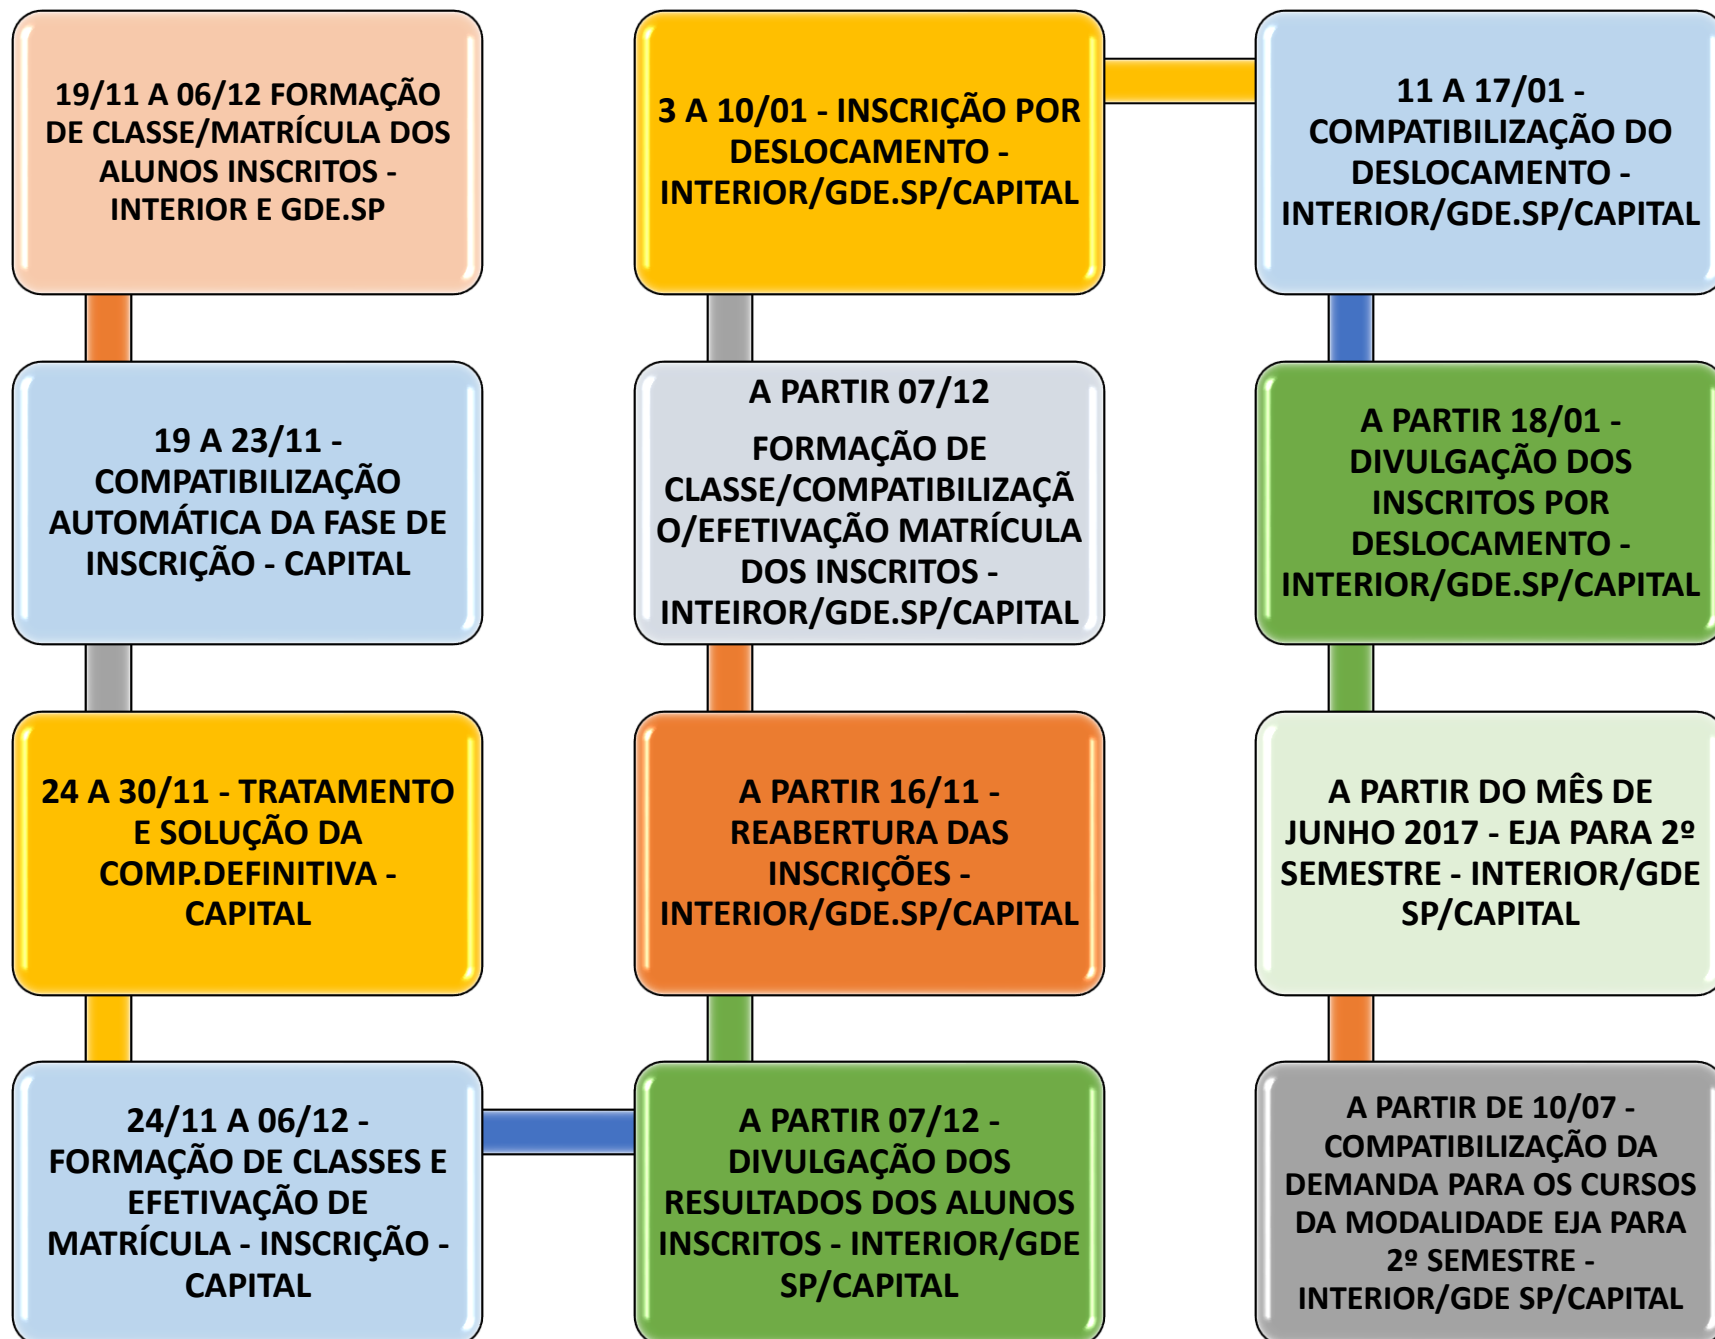 19/11 A 06/12 FORMAÇÃO
DE CLASSE/MATRÍCULA DOS
ALUNOS INSCRITOS -
INTERIOR E GDE.SP
19 A 23/11 -
COMPATIBILIZAÇÃO
AUTOMÁTICA DA FASE DE
INSCRIÇÃO - CAPITAL
24 A 30/11 - TRATAMENTO
E SOLUÇÃO DA
COMP.DEFINITIVA -
CAPITAL
24/11 A 06/12 -
FORMAÇÃO DE CLASSES E
EFETIVAÇÃO DE
MATRÍCULA - INSCRIÇÃO -
CAPITAL
A PARTIR 07/12 -
DIVULGAÇÃO DOS
RESULTADOS DOS ALUNOS
INSCRITOS - INTERIOR/GDE
SP/CAPITAL
A PARTIR 16/11 -
REABERTURA DAS
INSCRIÇÕES -
INTERIOR/GDE.SP/CAPITAL
A PARTIR 07/12
FORMAÇÃO DE
CLASSE/COMPATIBILIZAÇÃ
O/EFETIVAÇÃO MATRÍCULA
DOS INSCRITOS -
INTEIROR/GDE.SP/CAPITAL
3 A 10/01 - INSCRIÇÃO POR
DESLOCAMENTO -
INTERIOR/GDE.SP/CAPITAL
11 A 17/01 -
COMPATIBILIZAÇÃO DO
DESLOCAMENTO -
INTERIOR/GDE.SP/CAPITAL
A PARTIR 18/01 -
DIVULGAÇÃO DOS
INSCRITOS POR
DESLOCAMENTO -
INTERIOR/GDE.SP/CAPITAL
A PARTIR DO MÊS DE
JUNHO 2017 - EJA PARA 2º
SEMESTRE - INTERIOR/GDE
SP/CAPITAL
A PARTIR DE 10/07 -
COMPATIBILIZAÇÃO DA
DEMANDA PARA OS CURSOS
DA MODALIDADE EJA PARA
2º SEMESTRE -
INTERIOR/GDE SP/CAPITAL